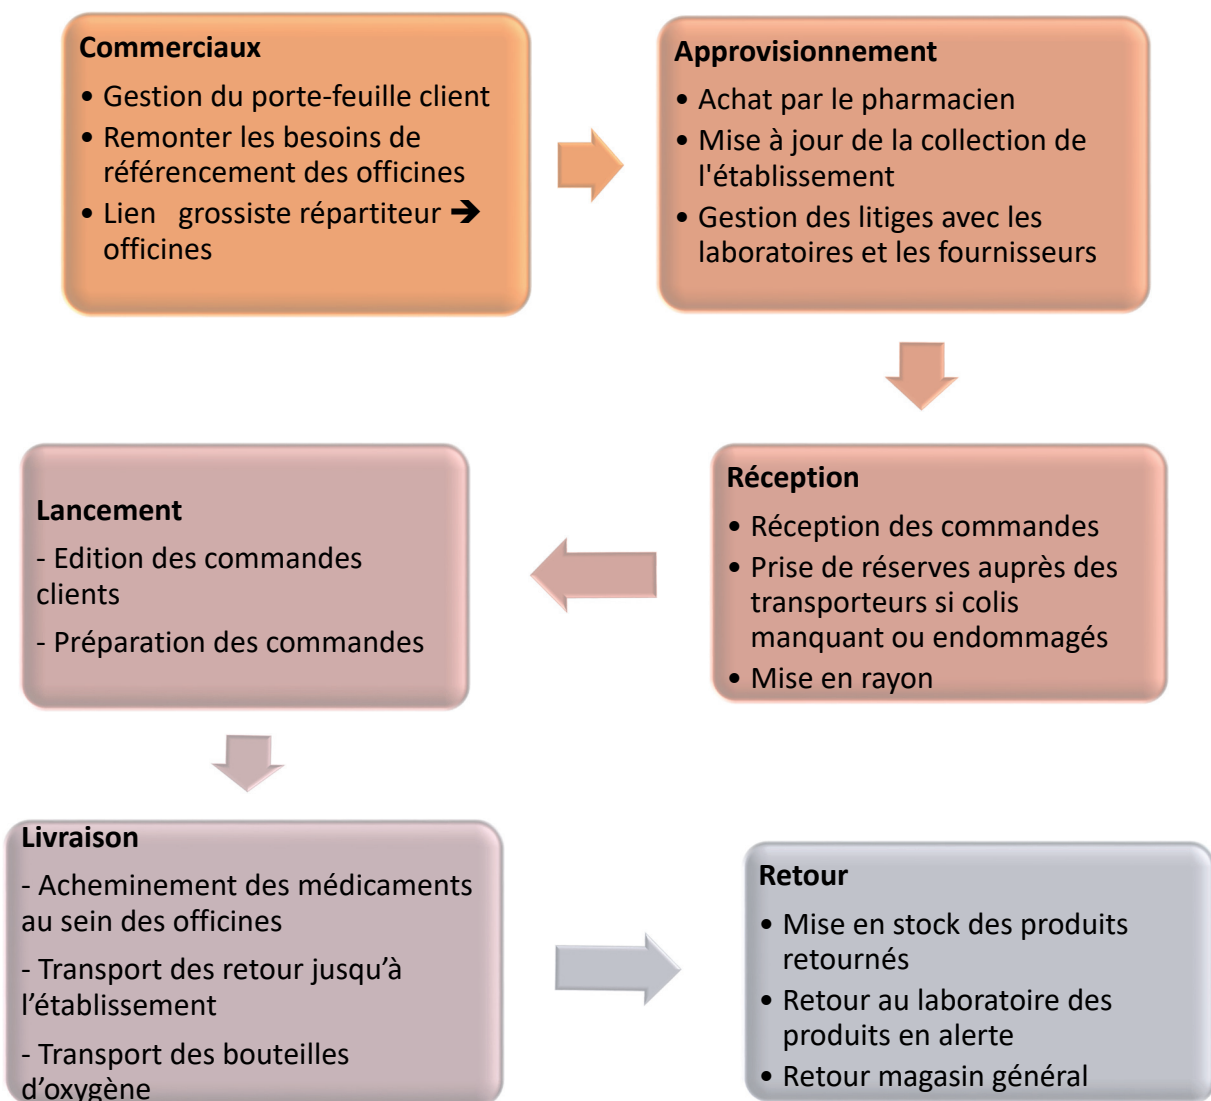 Commerciaux
• Gestion du porte-feuille client
• Remonter les besoins de
référencement des officines
• Lien grossiste répartiteur ➔
officines
Approvisionnement
• Achat par le pharmacien
• Mise à jour de la collection de
l'établissement
• Gestion des litiges avec les
laboratoires et les fournisseurs
Réception
• Réception des commandes
• Prise de réserves auprès des
transporteurs si colis
manquant ou endommagés
• Mise en rayon
Lancement
- Edition des commandes
clients
- Préparation des commandes
Livraison
- Acheminement des médicaments
au sein des officines
- Transport des retour jusqu’à
l’établissement
- Transport des bouteilles
d’oxygène
Retour
• Mise en stock des produits
retournés
• Retour au laboratoire des
produits en alerte
• Retour magasin général